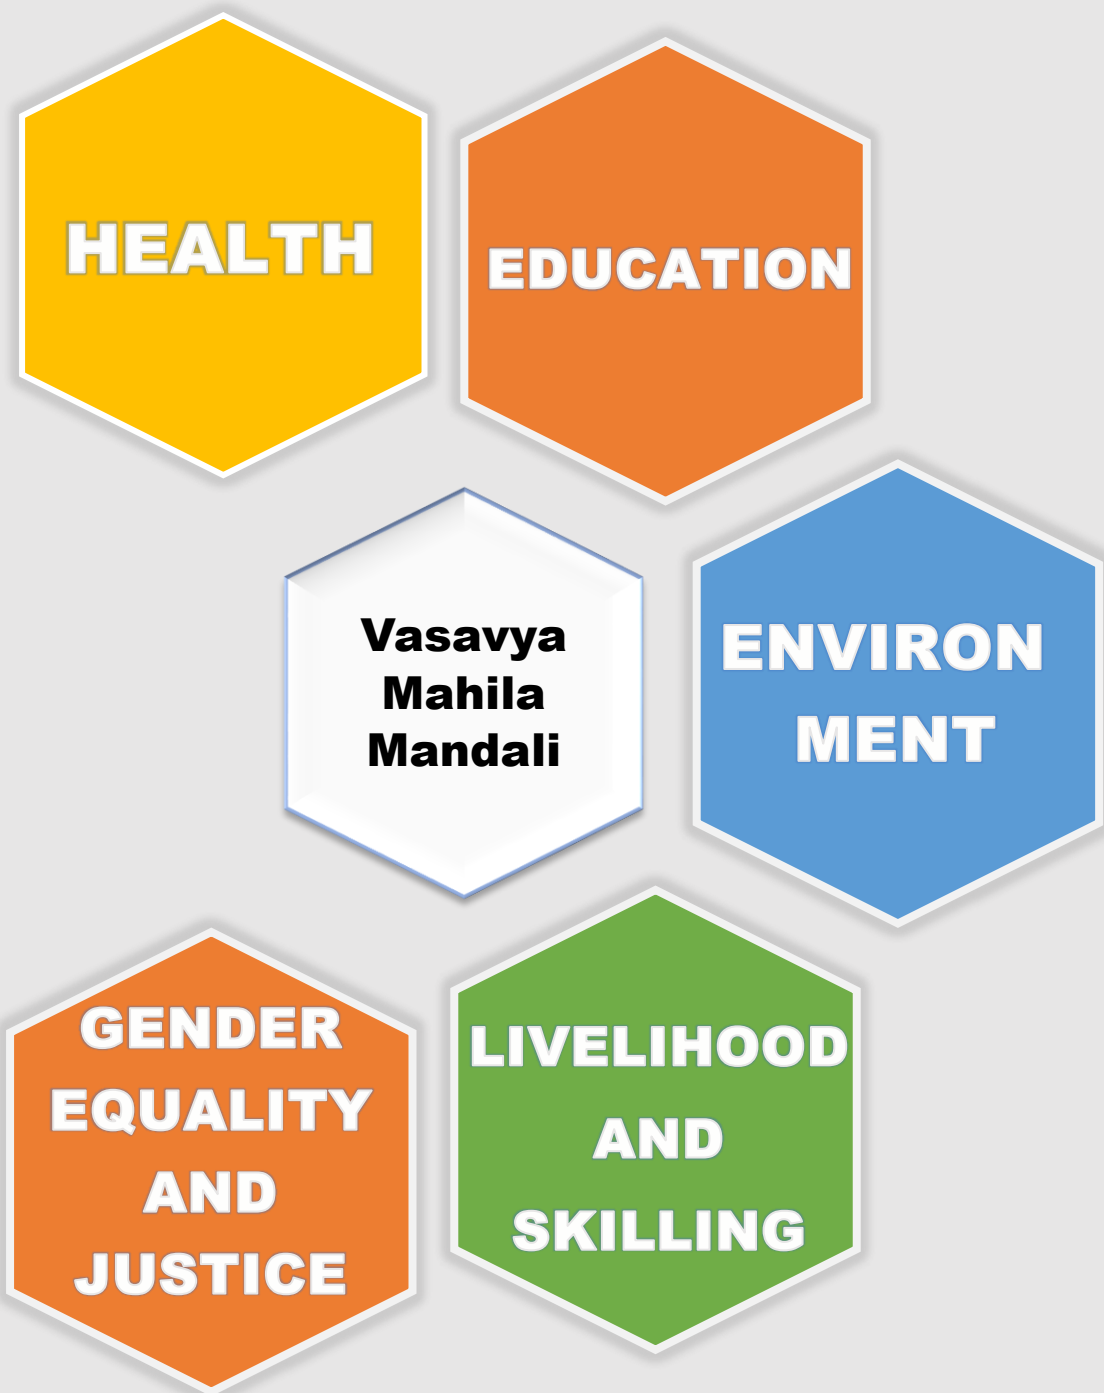 HEALTH
EDUCATION
Vasavya
Mahila
Mandali
ENVIRON
MENT
GENDER
EQUALITY
AND
JUSTICE
LIVELIHOOD
AND
SKILLING